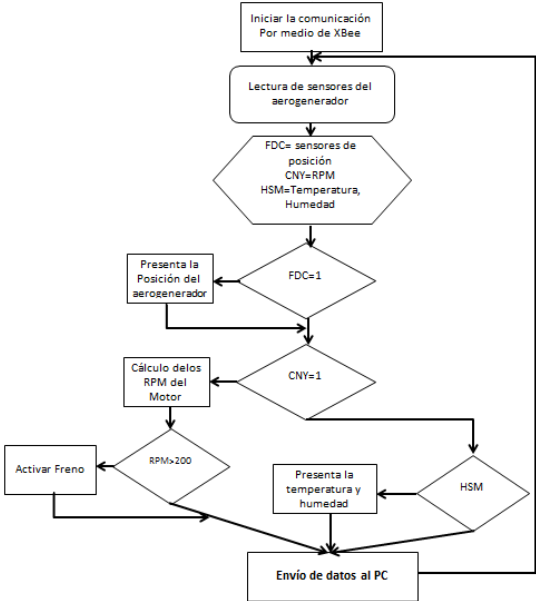 Iniciar la comunicación
Por medio de XBee
Lectura de sensores del
aerogenerador
FDC= sensores de
posición
CNY=RPM
HSM=Temperatura,
Humedad
Presenta la
Posición del
aerogenerador
FDC=1
Cálculo delos
RPM del
Motor
CNY=1
Activar Freno
RPM>200
Presenta la
temperatura y
humedad
HSM
Envío de datos al PC